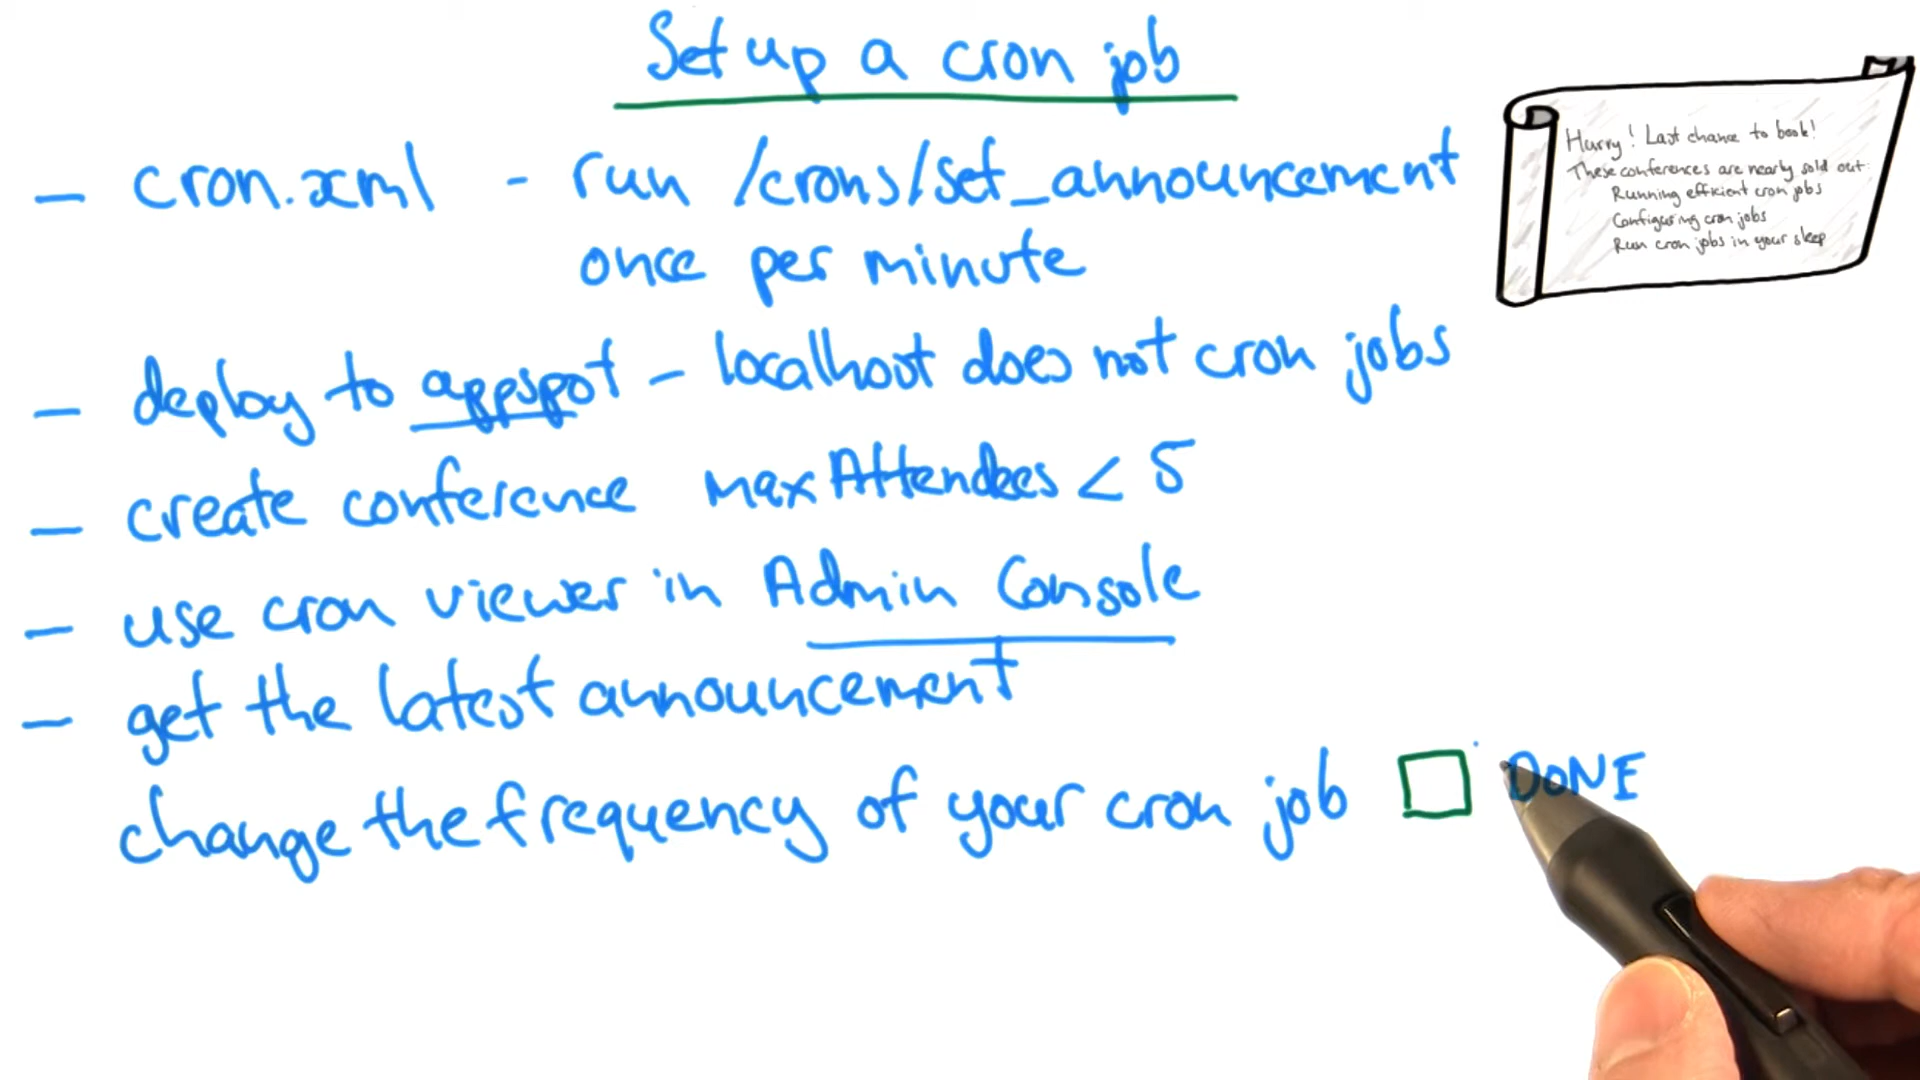 Set up a cron job
- cron.xml - run /crons/set_announcement
once per minute
- deploy to appspot - localhost does not cron jobs
- create conference maxAttendees < 5
- use cron viewer in Admin Console
- get the latest announcement
change the frequency of your cron job DONE
Hurry! Last chance to book!
These conferences are nearly sold out:
Running efficient cron jobs
Configuring cron jobs
Run cron jobs in your sleep